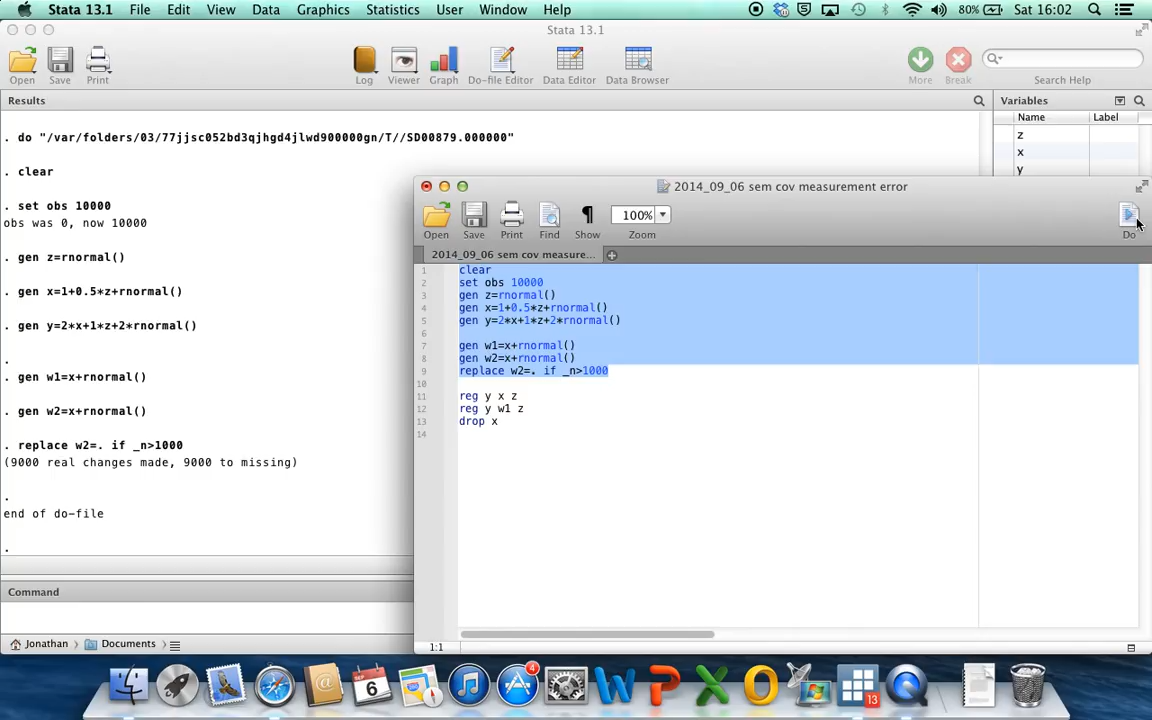 Stata 13.1 File Edit View Data Graphics Statistics User Window Help 80% Sat 16:02
Stata 13.1
Open Save Print Log Viewer Graph Do-file Editor Data Editor Data Browser More Break Search Help
Results
Variables
Name Label
z
x
y
. do "/var/folders/03/77jjsc052bd3qjhgd4jlwd900000gn/T//SD00879.000000"
. clear
. set obs 10000
obs was 0, now 10000
. gen z=rnormal()
. gen x=1+0.5*z+rnormal()
. gen y=2*x+1*z+2*rnormal()
.
. gen w1=x+rnormal()
. gen w2=x+rnormal()
. replace w2=. if _n>1000
(9000 real changes made, 9000 to missing)
.
end of do-file
.
Command
Jonathan Documents
2014_09_06 sem cov measurement error
100%
Open Save Print Find Show Zoom Do
2014_09_06 sem cov measure...
1 clear
2 set obs 10000
3 gen z=rnormal()
4 gen x=1+0.5*z+rnormal()
5 gen y=2*x+1*z+2*rnormal()
6
7 gen w1=x+rnormal()
8 gen w2=x+rnormal()
9 replace w2=. if _n>1000
10
11 reg y x z
12 reg y w1 z
13 drop x
14
1:1
SEP
6
4
13